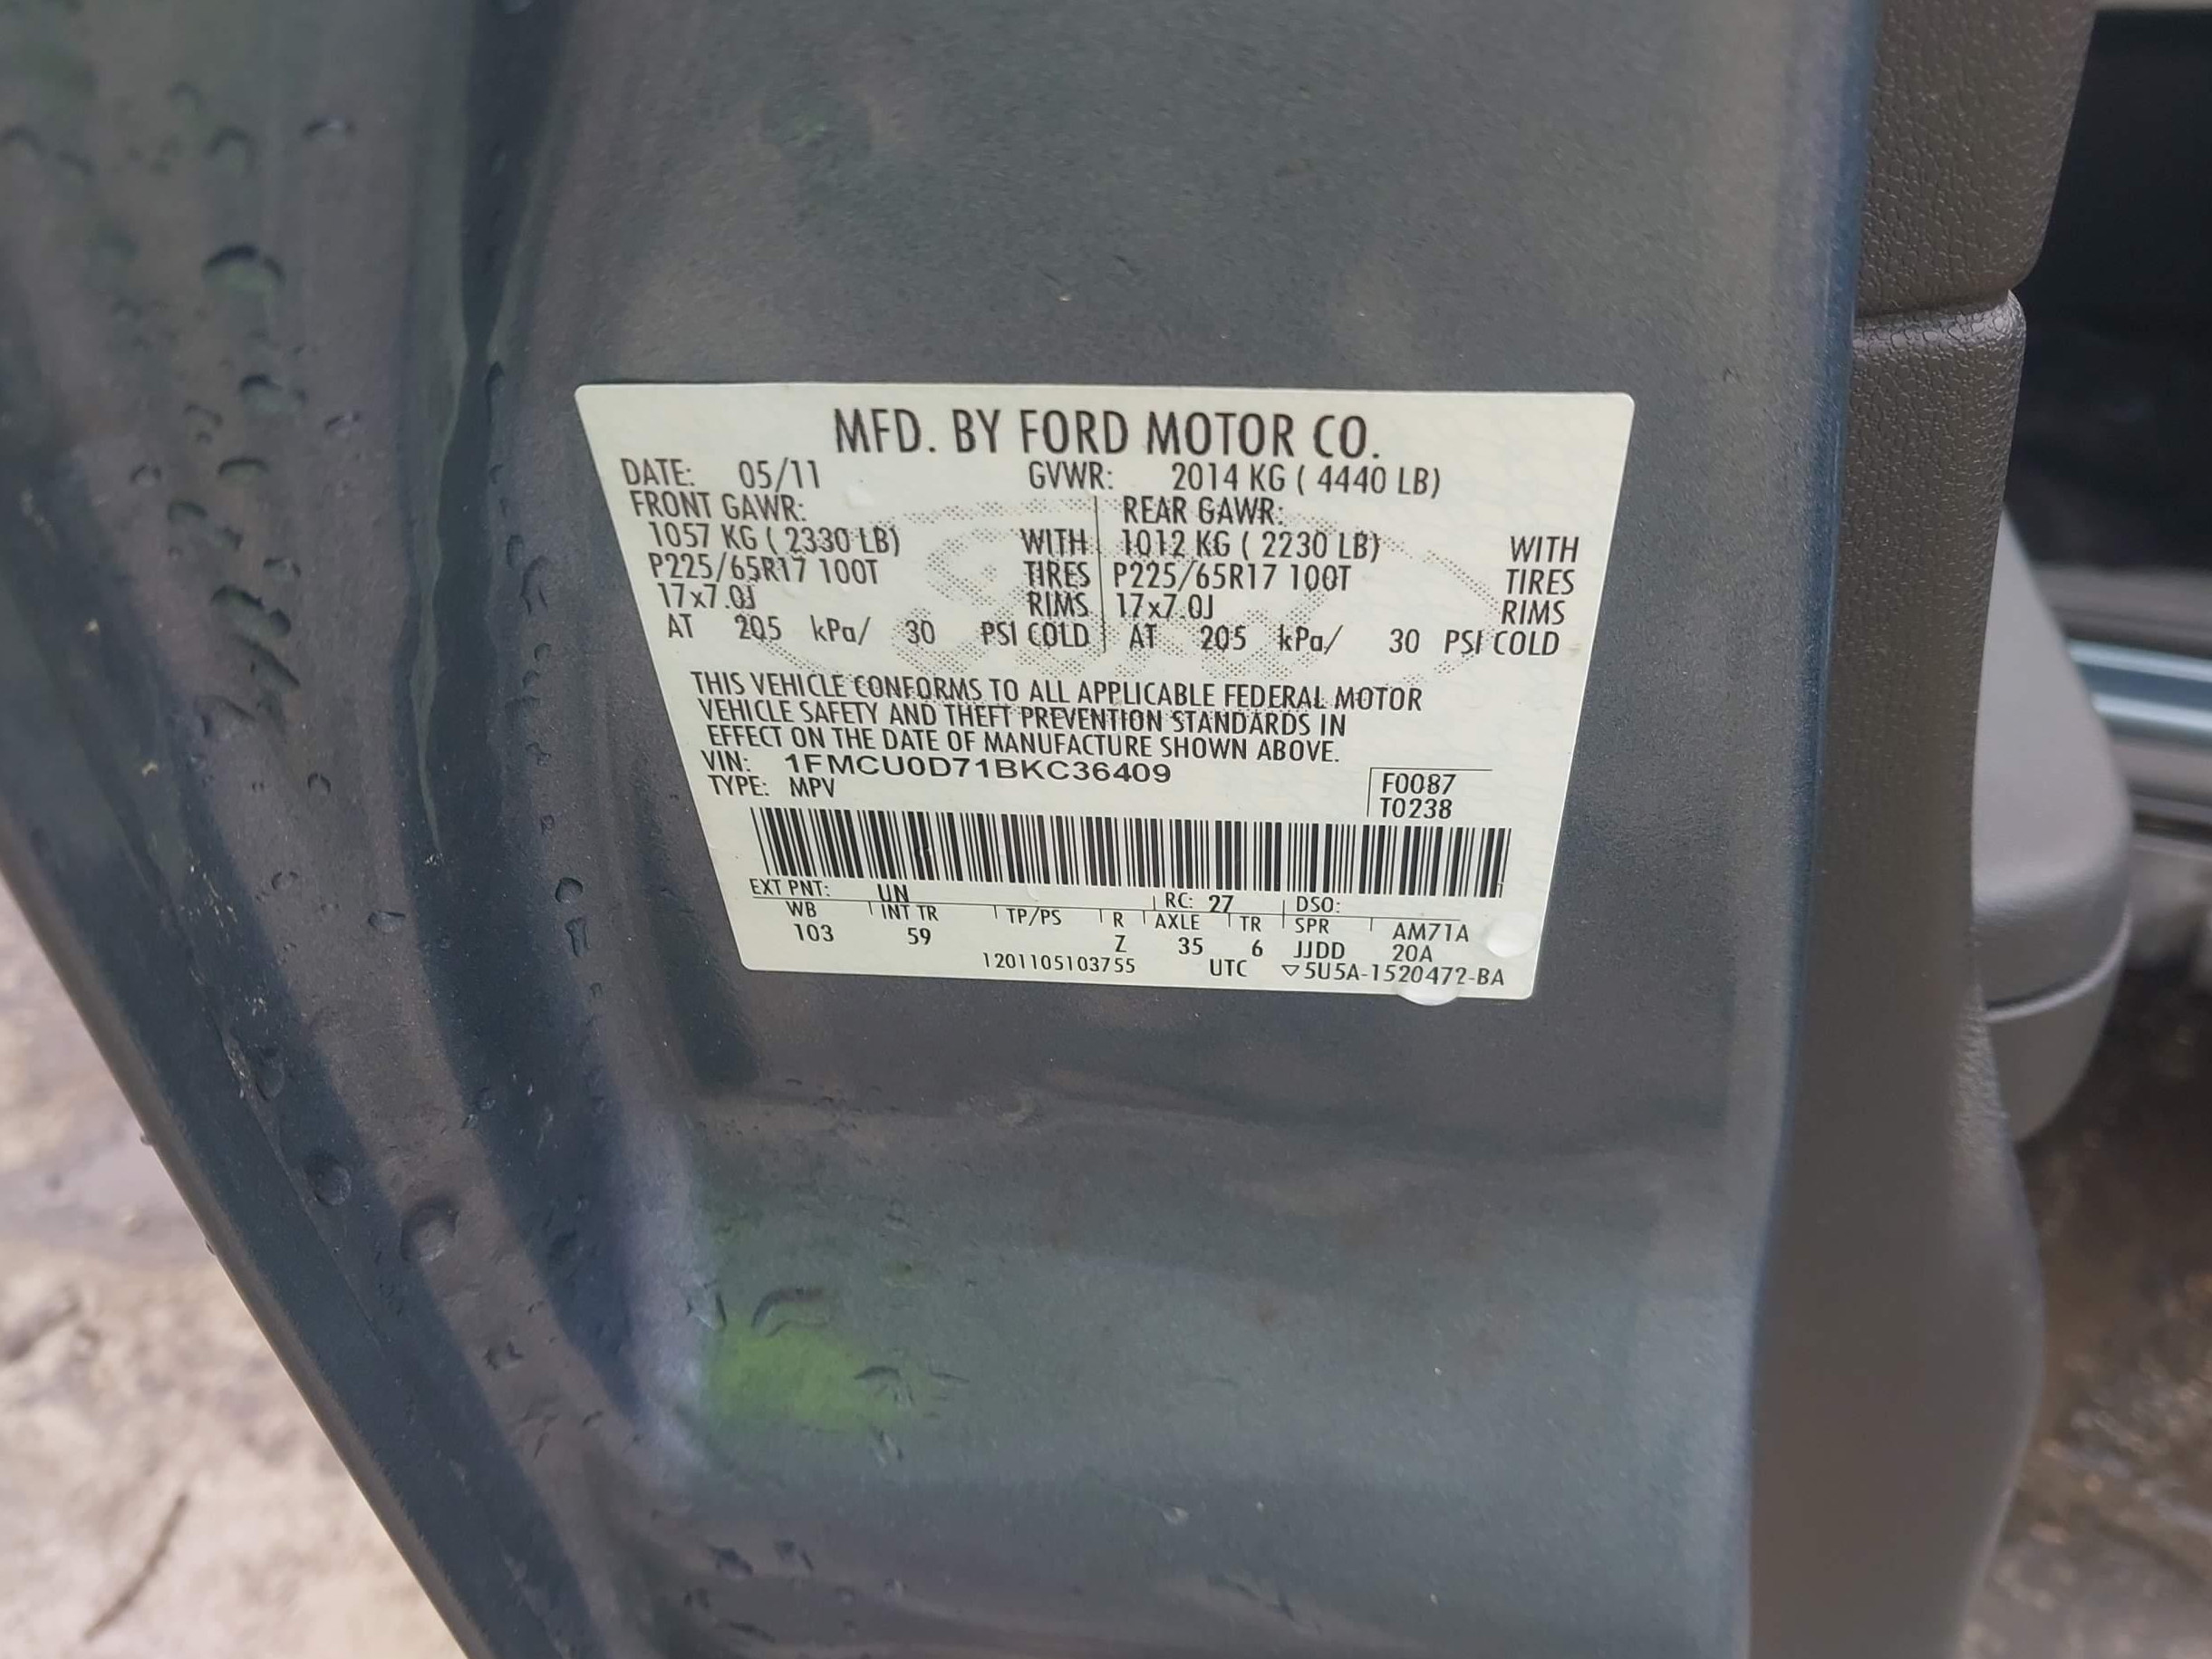 MFD. BY FORD MOTOR CO.
DATE: 05/11 GVWR: 2014 KG ( 4440 LB)
FRONT GAWR: REAR GAWR:
1057 KG ( 2330 LB) WITH 1012 KG ( 2230 LB) WITH
P225/65R17 100T TIRES P225/65R17 100T TIRES
17x7.0J RIMS 17x7.0J RIMS
AT 205 kPa/ 30 PSI COLD AT 205 kPa/ 30 PSI COLD
THIS VEHICLE CONFORMS TO ALL APPLICABLE FEDERAL MOTOR
VEHICLE SAFETY AND THEFT PREVENTION STANDARDS IN
EFFECT ON THE DATE OF MANUFACTURE SHOWN ABOVE.
VIN: 1FMCU0D71BKC36409
TYPE: MPV F0087
T0238
EXT PNT: UN RC: 27 DSO:
WB INT TR TP/PS R AXLE TR SPR AM71A
103 59 Z 35 6 JJDD 20A
1201105103755 UTC ▽5U5A-1520472-BA